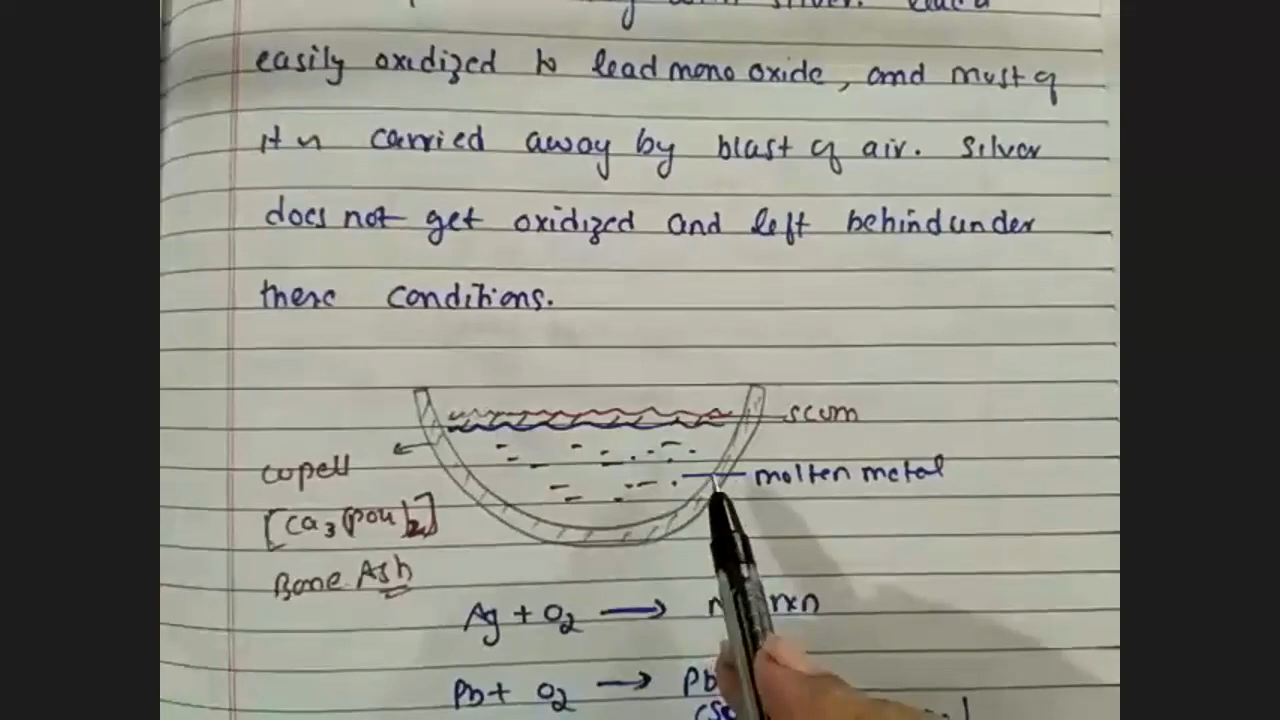 silver. Lead
easily oxidized to lead mono oxide, and most of
it is carried away by blast of air. Silver
does not get oxidized and left behind under
these conditions.
scum
cupell
molten metal
[Ca3(PO4)2]
Bone Ash
Ag + O2 → rxn
Pb + O2 → Pb